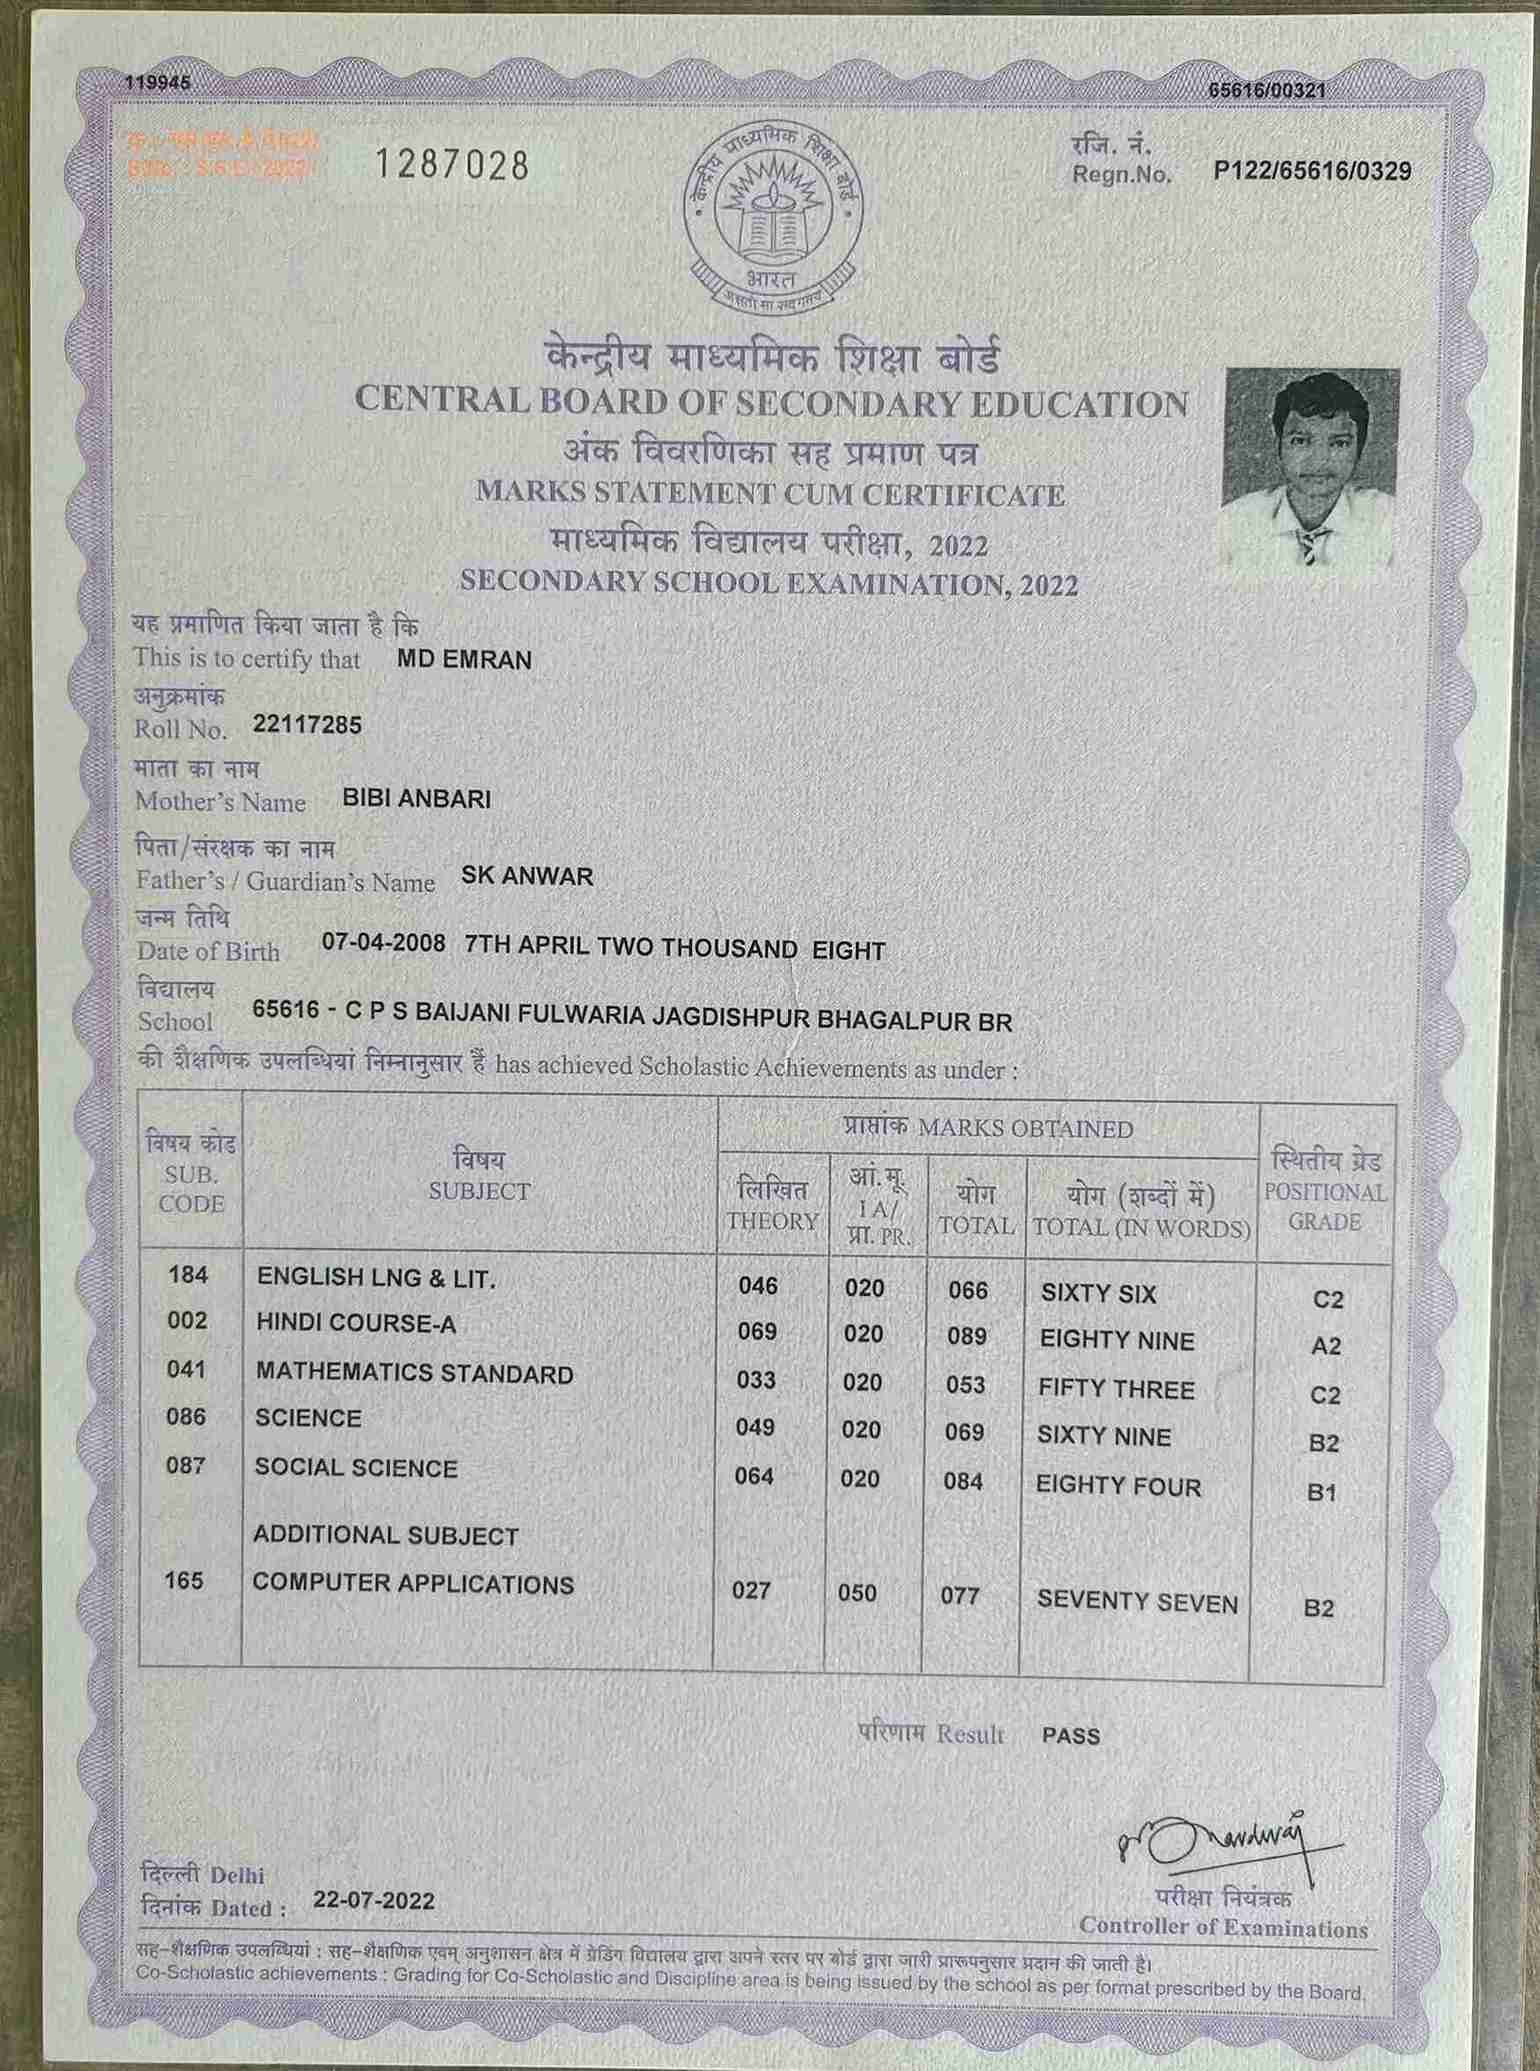 119945
65616/00321
1287028
रजि. नं.
Regn.No. P122/65616/0329
केन्द्रीय माध्यमिक शिक्षा बोर्ड
भारत
असतो मा सद्गमय
केन्द्रीय माध्यमिक शिक्षा बोर्ड
CENTRAL BOARD OF SECONDARY EDUCATION
अंक विवरणिका सह प्रमाण पत्र
MARKS STATEMENT CUM CERTIFICATE
माध्यमिक विद्यालय परीक्षा, 2022
SECONDARY SCHOOL EXAMINATION, 2022
यह प्रमाणित किया जाता है कि
This is to certify that MD EMRAN
अनुक्रमांक
Roll No. 22117285
माता का नाम
Mother's Name BIBI ANBARI
पिता/संरक्षक का नाम
Father's / Guardian's Name SK ANWAR
जन्म तिथि
Date of Birth 07-04-2008 7TH APRIL TWO THOUSAND EIGHT
विद्यालय
School 65616 - C P S BAIJANI FULWARIA JAGDISHPUR BHAGALPUR BR
की शैक्षणिक उपलब्धियां निम्नानुसार हैं has achieved Scholastic Achievements as under :
विषय कोड SUB. CODE
विषय SUBJECT
प्राप्तांक MARKS OBTAINED
लिखित THEORY
आं.मू. I A/ प्रा. PR.
योग TOTAL
योग (शब्दों में) TOTAL (IN WORDS)
स्थितीय ग्रेड POSITIONAL GRADE
184 ENGLISH LNG & LIT. 046 020 066 SIXTY SIX C2
002 HINDI COURSE-A 069 020 089 EIGHTY NINE A2
041 MATHEMATICS STANDARD 033 020 053 FIFTY THREE C2
086 SCIENCE 049 020 069 SIXTY NINE B2
087 SOCIAL SCIENCE 064 020 084 EIGHTY FOUR B1
ADDITIONAL SUBJECT
165 COMPUTER APPLICATIONS 027 050 077 SEVENTY SEVEN B2
परिणाम Result PASS
दिल्ली Delhi
दिनांक Dated : 22-07-2022
परीक्षा नियंत्रक
Controller of Examinations
सह-शैक्षणिक उपलब्धियां : सह-शैक्षणिक एवम् अनुशासन क्षेत्र में ग्रेडिंग विद्यालय द्वारा अपने स्तर पर बोर्ड द्वारा जारी प्रारूपनुसार प्रदान की जाती है।
Co-Scholastic achievements : Grading for Co-Scholastic and Discipline area is being issued by the school as per format prescribed by the Board.